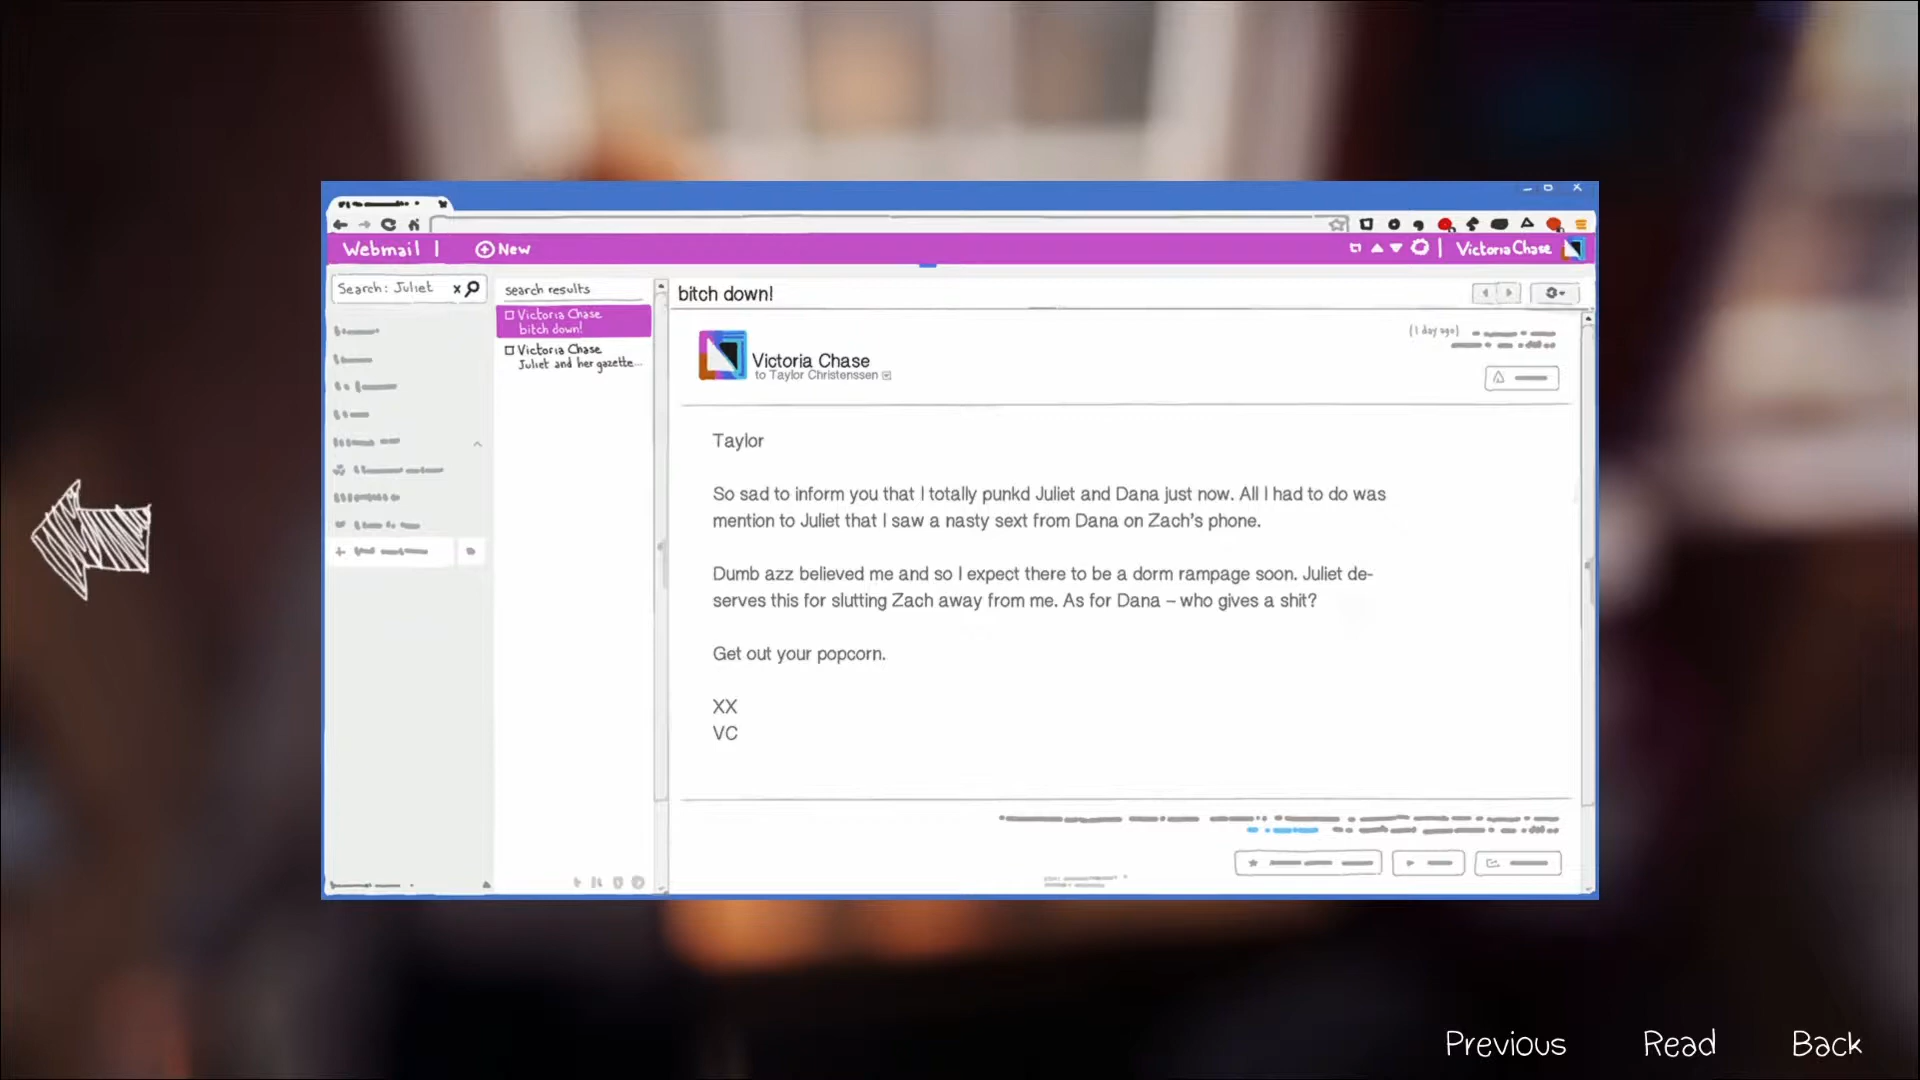 Webmail |
New
Victoria Chase
Search: Juliet x
search results
Victoria Chase
bitch down!
Victoria Chase
Juliet and her gazette...
bitch down!
(1 day ago)
Victoria Chase
to Taylor Christenssen
Taylor
So sad to inform you that I totally punkd Juliet and Dana just now. All I had to do was
mention to Juliet that I saw a nasty sext from Dana on Zach's phone.
Dumb azz believed me and so I expect there to be a dorm rampage soon. Juliet de-
serves this for slutting Zach away from me. As for Dana – who gives a shit?
Get out your popcorn.
XX
VC
Previous
Read
Back